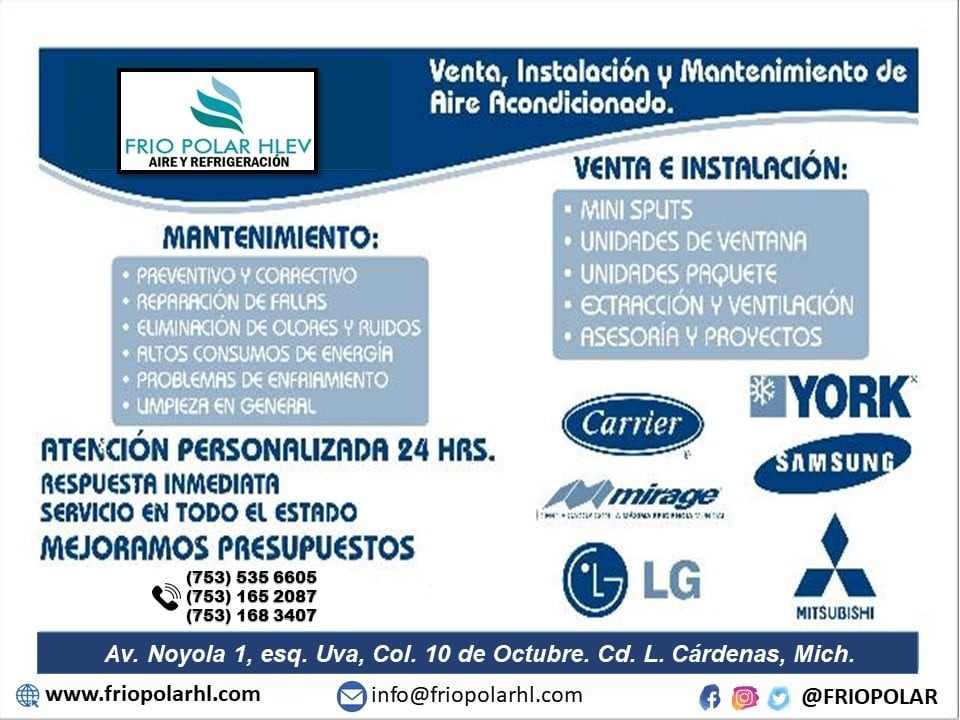 FRIO POLAR HLEV
AIRE Y REFRIGERACIÓN
Venta, Instalación y Mantenimiento de
Aire Acondicionado.
MANTENIMIENTO:
• PREVENTIVO Y CORRECTIVO
• REPARACIÓN DE FALLAS
• ELIMINACIÓN DE OLORES Y RUIDOS
• ALTOS CONSUMOS DE ENERGÍA
• PROBLEMAS DE ENFRIAMIENTO
• LIMPIEZA EN GENERAL
VENTA E INSTALACIÓN:
• MINI SPLITS
• UNIDADES DE VENTANA
• UNIDADES PAQUETE
• EXTRACCIÓN Y VENTILACIÓN
• ASESORÍA Y PROYECTOS
ATENCIÓN PERSONALIZADA 24 HRS.
RESPUESTA INMEDIATA
SERVICIO EN TODO EL ESTADO
MEJORAMOS PRESUPUESTOS
(753) 535 6605
(753) 165 2087
(753) 168 3407
Carrier
YORK
SAMSUNG
mirage
MÁXIMA EFICIENCIA MUNDIAL
LG
MITSUBISHI
Av. Noyola 1, esq. Uva, Col. 10 de Octubre. Cd. L. Cárdenas, Mich.
www.friopolarhl.com
info@friopolarhl.com
@FRIOPOLAR